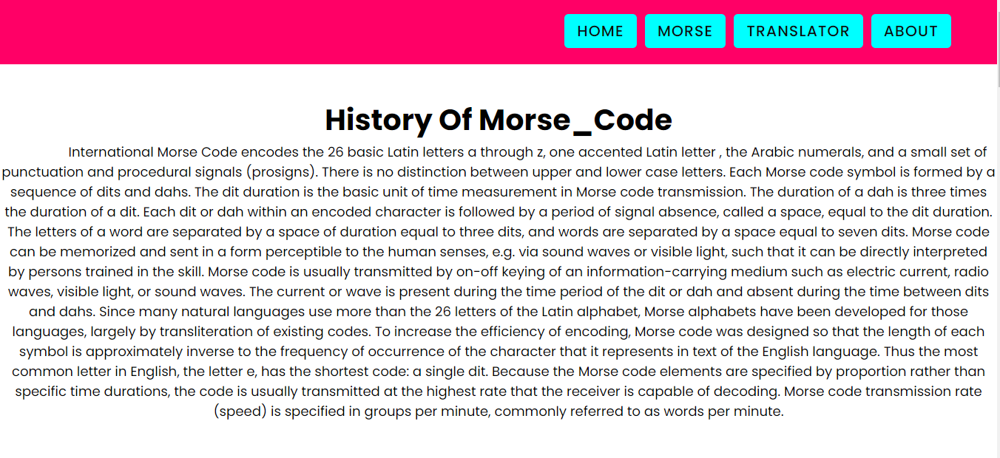 HOME MORSE TRANSLATOR ABOUT
History Of Morse_Code
International Morse Code encodes the 26 basic Latin letters a through z, one accented Latin letter , the Arabic numerals, and a small set of
punctuation and procedural signals (prosigns). There is no distinction between upper and lower case letters. Each Morse code symbol is formed by a
sequence of dits and dahs. The dit duration is the basic unit of time measurement in Morse code transmission. The duration of a dah is three times
the duration of a dit. Each dit or dah within an encoded character is followed by a period of signal absence, called a space, equal to the dit duration.
The letters of a word are separated by a space of duration equal to three dits, and words are separated by a space equal to seven dits. Morse code
can be memorized and sent in a form perceptible to the human senses, e.g. via sound waves or visible light, such that it can be directly interpreted
by persons trained in the skill. Morse code is usually transmitted by on-off keying of an information-carrying medium such as electric current, radio
waves, visible light, or sound waves. The current or wave is present during the time period of the dit or dah and absent during the time between dits
and dahs. Since many natural languages use more than the 26 letters of the Latin alphabet, Morse alphabets have been developed for those
languages, largely by transliteration of existing codes. To increase the efficiency of encoding, Morse code was designed so that the length of each
symbol is approximately inverse to the frequency of occurrence of the character that it represents in text of the English language. Thus the most
common letter in English, the letter e, has the shortest code: a single dit. Because the Morse code elements are specified by proportion rather than
specific time durations, the code is usually transmitted at the highest rate that the receiver is capable of decoding. Morse code transmission rate
(speed) is specified in groups per minute, commonly referred to as words per minute.